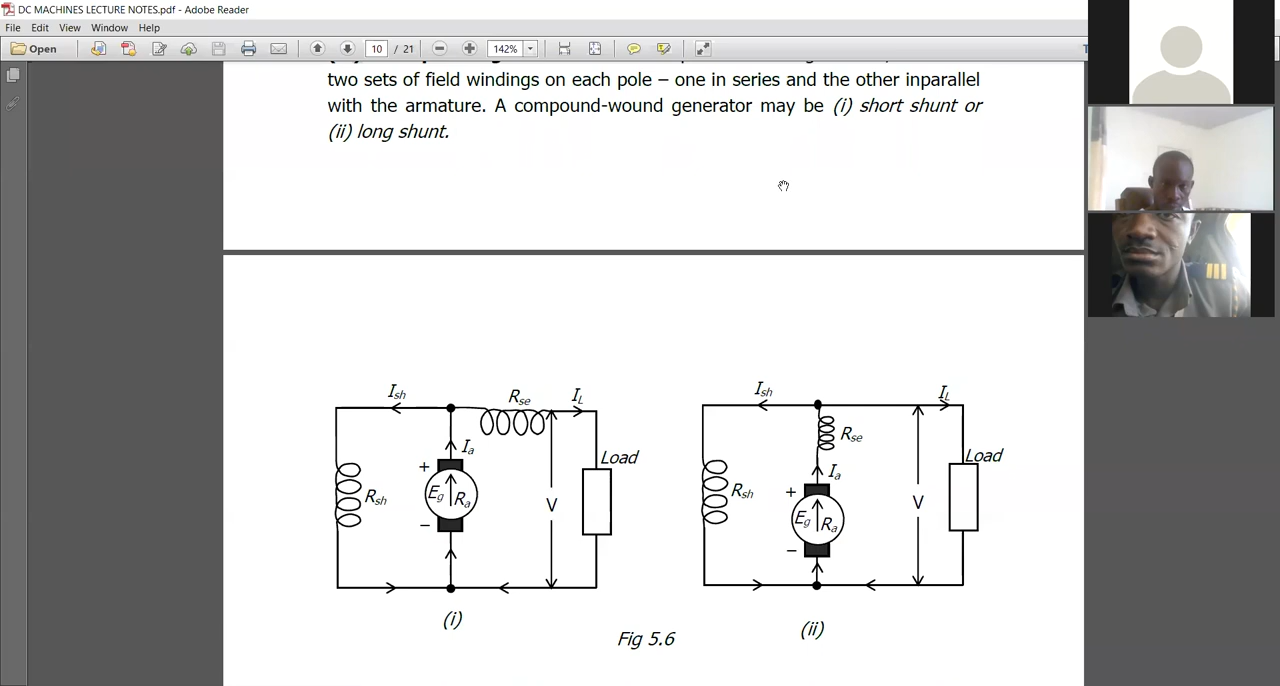 DC MACHINES LECTURE NOTES.pdf - Adobe Reader
File Edit View Window Help
Open 10 / 21 142%
two sets of field windings on each pole – one in series and the other inparallel
with the armature. A compound-wound generator may be (i) short shunt or
(ii) long shunt.
Ish Rse IL Ish IL
Rse
Ia Load Load
+ Ia
Rsh Eg Ra V Rsh + V
– Eg Ra
–
(i) (ii)
Fig 5.6